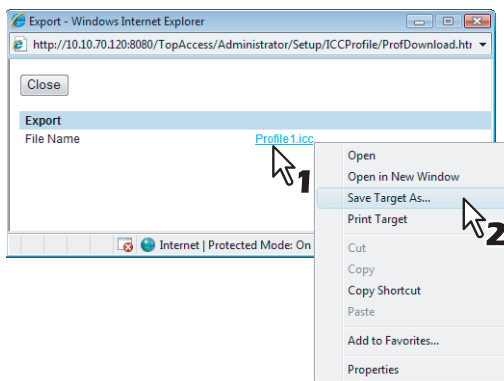 Export - Windows Internet Explorer
http://10.10.70.120:8080/TopAccess/Administrator/Setup/ICCProfile/ProfDownload.htm
Close
Export
File Name Profile1.icc
1
Open
Open in New Window
Save Target As...
2
Print Target
Internet | Protected Mode: On
Cut
Copy
Copy Shortcut
Paste
Add to Favorites...
Properties